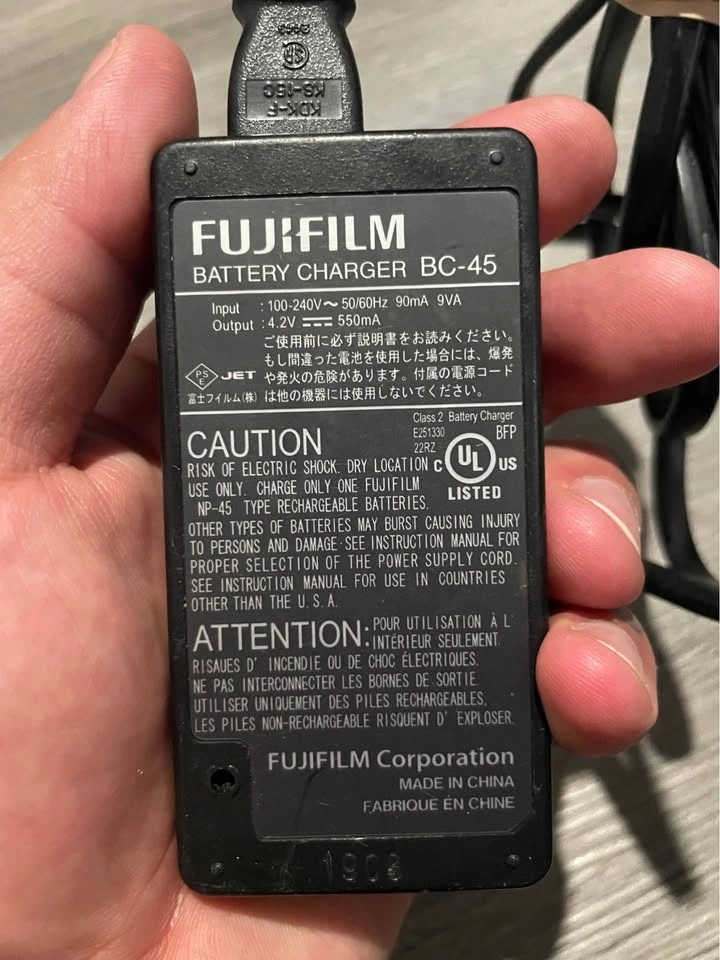 2663
KDK-F
KS-15C
FUJIFILM
BATTERY CHARGER BC-45
Input : 100-240V～ 50/60Hz 90mA 9VA
Output : 4.2V ⎓ 550mA
ご使用前に必ず説明書をお読みください。
もし間違った電池を使用した場合には、爆発
や発火の危険があります。付属の電源コード
は他の機器には使用しないでください。
PS
E
JET
富士フイルム(株)
CAUTION
Class 2 Battery Charger
E251330
22RZ
BFP
C UL US
LISTED
RISK OF ELECTRIC SHOCK. DRY LOCATION
USE ONLY. CHARGE ONLY ONE FUJIFILM
NP-45 TYPE RECHARGEABLE BATTERIES.
OTHER TYPES OF BATTERIES MAY BURST CAUSING INJURY
TO PERSONS AND DAMAGE·SEE INSTRUCTION MANUAL FOR
PROPER SELECTION OF THE POWER SUPPLY CORD.
SEE INSTRUCTION MANUAL FOR USE IN COUNTRIES
OTHER THAN THE U.S.A.
ATTENTION: POUR UTILISATION À L'
INTÉRIEUR SEULEMENT.
RISAUES D' INCENDIE OU DE CHOC ÉLECTRIQUES.
NE PAS INTERCONNECTER LES BORNES DE SORTIE.
UTILISER UNIQUEMENT DES PILES RECHARGEABLES,
LES PILES NON-RECHARGEABLE RISQUENT D' EXPLOSER.
FUJIFILM Corporation
MADE IN CHINA
FABRIQUÉ EN CHINE
1908